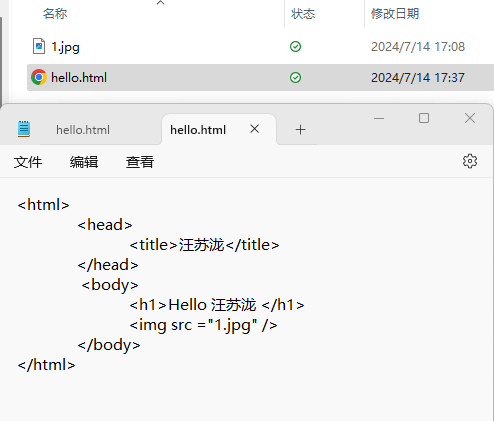 名称 状态 修改日期
1.jpg 2024/7/14 17:08
hello.html 2024/7/14 17:37
hello.html hello.html
文件 编辑 查看
<html>
<head>
<title>汪苏泷</title>
</head>
<body>
<h1>Hello 汪苏泷 </h1>
<img src ="1.jpg" />
</body>
</html>